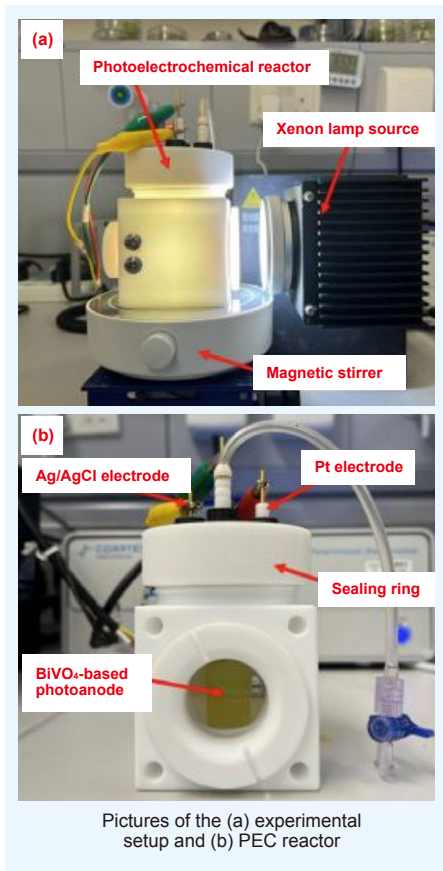 (a)
Photoelectrochemical reactor
Xenon lamp source
Magnetic stirrer
(b)
Ag/AgCl electrode
Pt electrode
Sealing ring
BiVO₄-based
photoanode
Pictures of the (a) experimental
setup and (b) PEC reactor